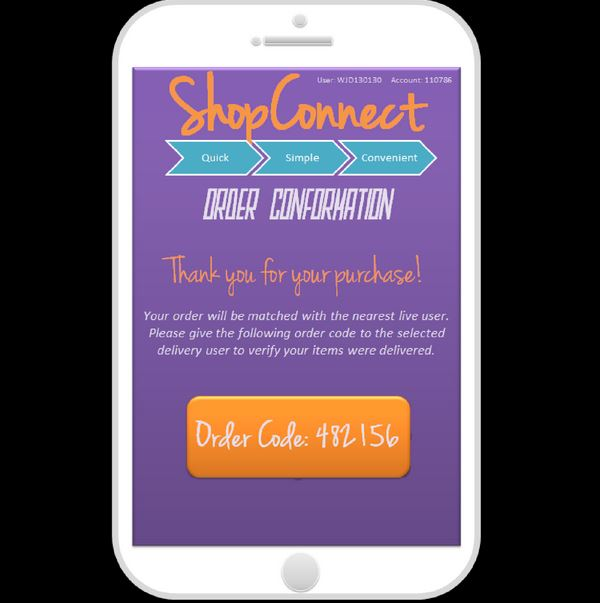 User: WJD130130 Account: 110786
ShopConnect
Quick Simple Convenient
ORDER CONFORMATION
Thank you for your purchase!
Your order will be matched with the nearest live user.
Please give the following order code to the selected
delivery user to verify your items were delivered.
Order Code: 482156